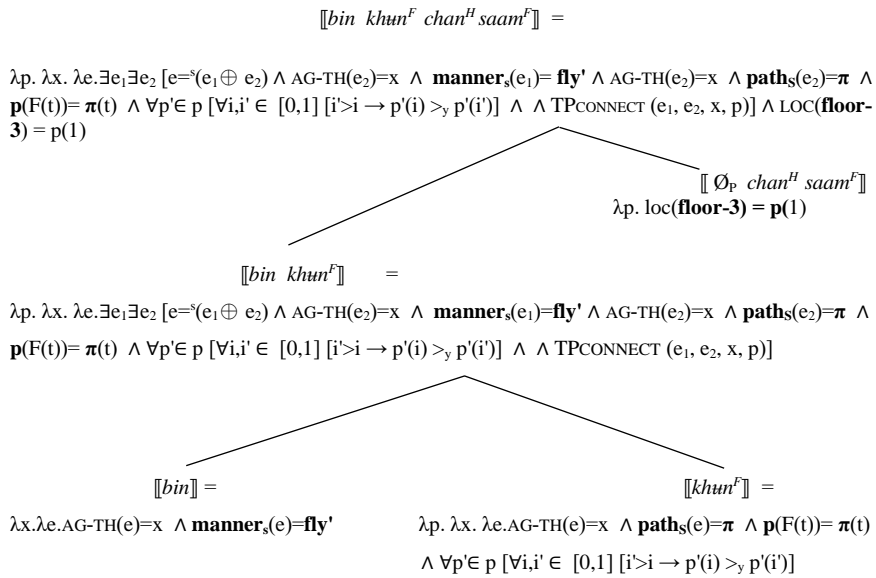 ⟦bin khʉn^F chan^H saam^F⟧ =
λp. λx. λe.∃e₁∃e₂ [e=ˢ(e₁⊕ e₂) ∧ AG-TH(e₂)=x ∧ manner_s(e₁)= fly' ∧ AG-TH(e₂)=x ∧ path_S(e₂)=π ∧
p(F(t))= π(t) ∧ ∀p'∈ p [∀i,i' ∈ [0,1] [i'>i → p'(i) >_y p'(i')] ∧ ∧ TPCONNECT (e₁, e₂, x, p)] ∧ LOC(floor-
3) = p(1)
⟦ Ø_P chan^H saam^F⟧
λp. loc(floor-3) = p(1)
⟦bin khʉn^F⟧ =
λp. λx. λe.∃e₁∃e₂ [e=ˢ(e₁⊕ e₂) ∧ AG-TH(e₂)=x ∧ manner_s(e₁)=fly' ∧ AG-TH(e₂)=x ∧ path_S(e₂)=π ∧
p(F(t))= π(t) ∧ ∀p'∈ p [∀i,i' ∈ [0,1] [i'>i → p'(i) >_y p'(i')] ∧ ∧ TPCONNECT (e₁, e₂, x, p)]
⟦bin⟧ = ⟦khʉn^F⟧ =
λx.λe.AG-TH(e)=x ∧ manner_s(e)=fly' λp. λx. λe.AG-TH(e)=x ∧ path_S(e)=π ∧ p(F(t))= π(t)
∧ ∀p'∈ p [∀i,i' ∈ [0,1] [i'>i → p'(i) >_y p'(i')]